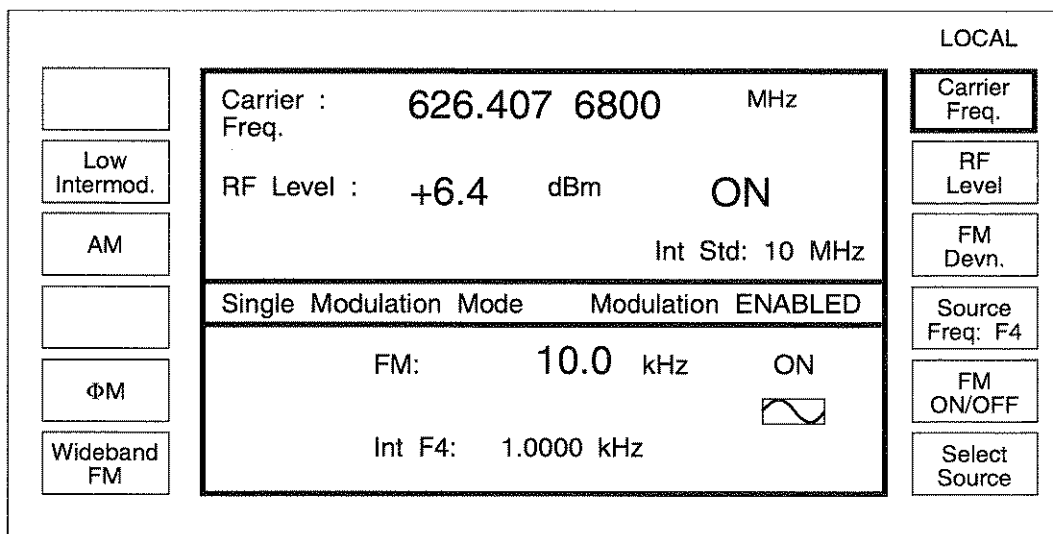 LOCAL
Low
Intermod.
AM
ΦM
Wideband
FM
Carrier :
Freq.
626.407 6800 MHz
RF Level : +6.4 dBm ON
Int Std: 10 MHz
Single Modulation Mode Modulation ENABLED
FM: 10.0 kHz ON
Int F4: 1.0000 kHz
Carrier
Freq.
RF
Level
FM
Devn.
Source
Freq: F4
FM
ON/OFF
Select
Source